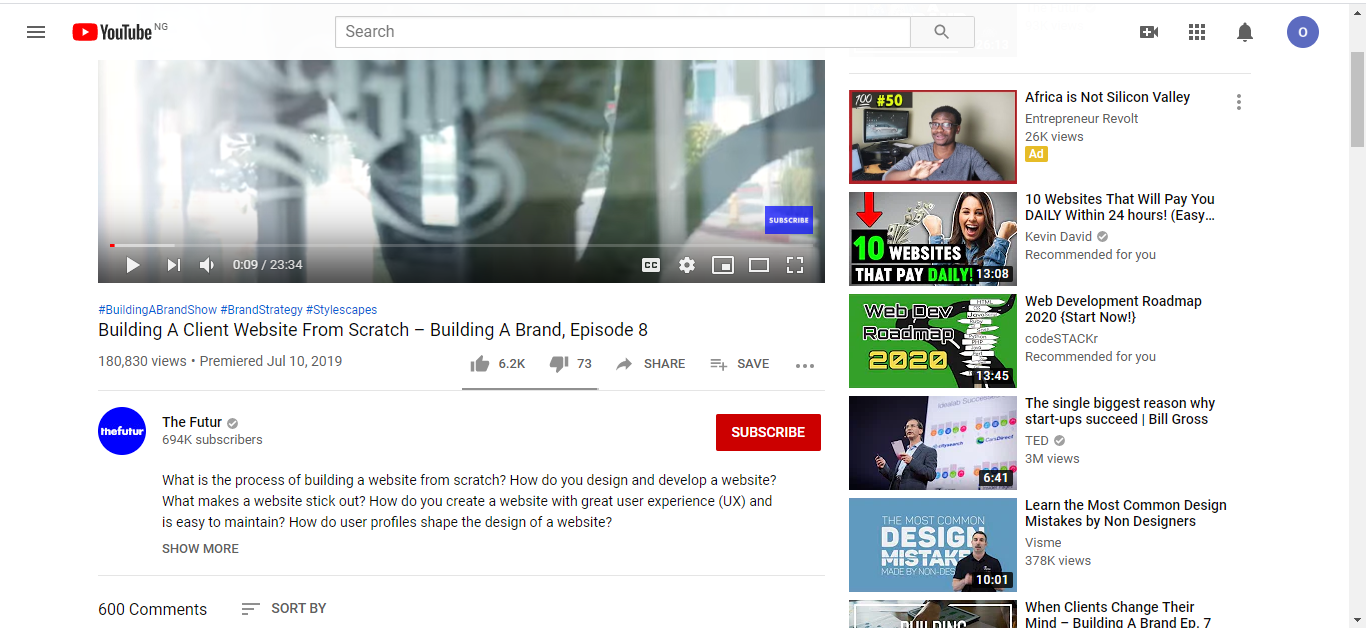 YouTube NG
Search
O
SUBSCRIBE
0:09 / 23:34
CC
#BuildingABrandShow #BrandStrategy #Stylescapes
Building A Client Website From Scratch – Building A Brand, Episode 8
180,830 views • Premiered Jul 10, 2019
6.2K
73
SHARE
SAVE
thefutur
The Futur
694K subscribers
SUBSCRIBE
What is the process of building a website from scratch? How do you design and develop a website?
What makes a website stick out? How do you create a website with great user experience (UX) and
is easy to maintain? How do user profiles shape the design of a website?
SHOW MORE
600 Comments
SORT BY
100 #50
Africa is Not Silicon Valley
Entrepreneur Revolt
26K views
Ad
10 WEBSITES
THAT PAY DAILY!
13:08
10 Websites That Will Pay You
DAILY Within 24 hours! (Easy...
Kevin David
Recommended for you
Web Dev
Roadmap
2020
13:45
Web Development Roadmap
2020 {Start Now!}
codeSTACKr
Recommended for you
6:41
The single biggest reason why
start-ups succeed | Bill Gross
TED
3M views
THE MOST COMMON
DESIGN
MISTAKE
MADE BY NON-DES
10:01
Learn the Most Common Design
Mistakes by Non Designers
Visme
378K views
BUILDING
When Clients Change Their
Mind – Building A Brand Ep. 7